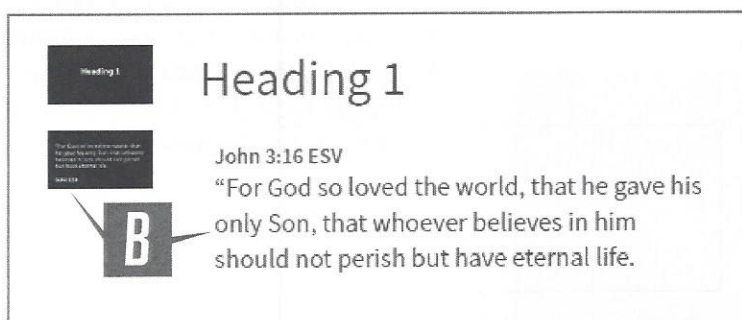 Heading 1
Heading 1
John 3:16 ESV
“For God so loved the world, that he gave his
only Son, that whoever believes in him
should not perish but have eternal life.
B